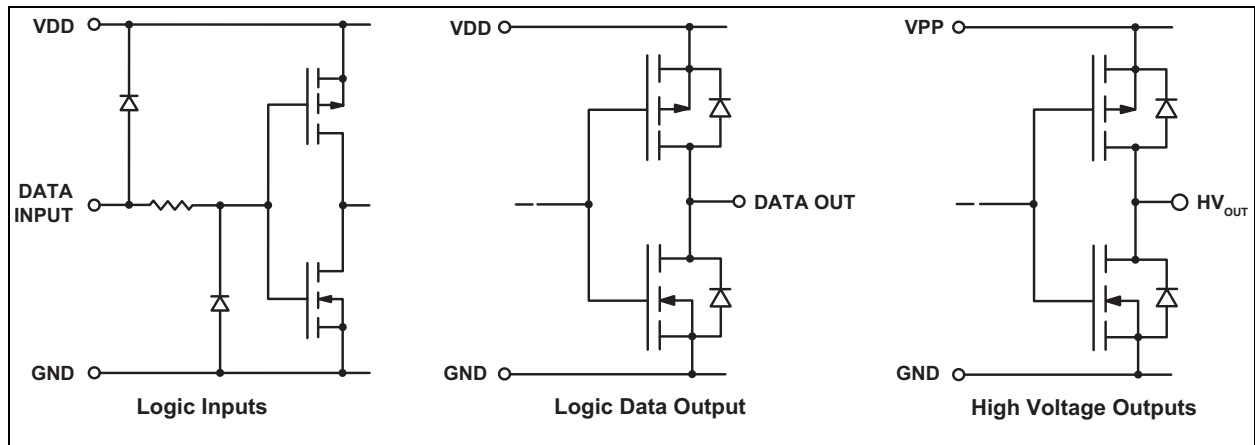 VDD
DATA
INPUT
GND
Logic Inputs
VDD
DATA OUT
GND
Logic Data Output
VPP
HVOUT
GND
High Voltage Outputs